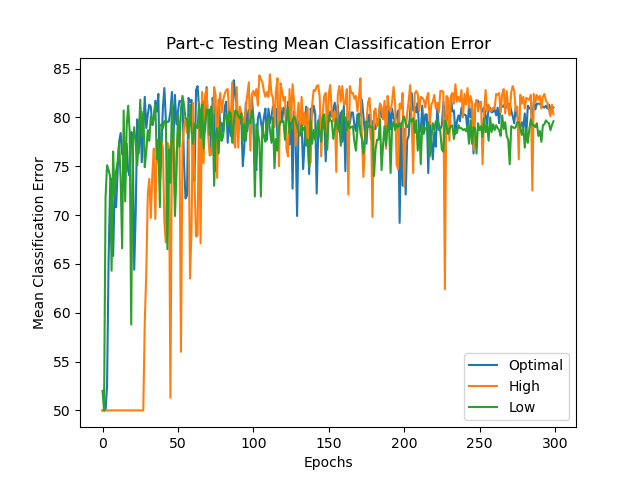 Part-c Testing Mean Classification Error
Mean Classification Error
85
80
75
70
65
60
55
50
0
50
100
150
200
250
300
Epochs
Optimal
High
Low